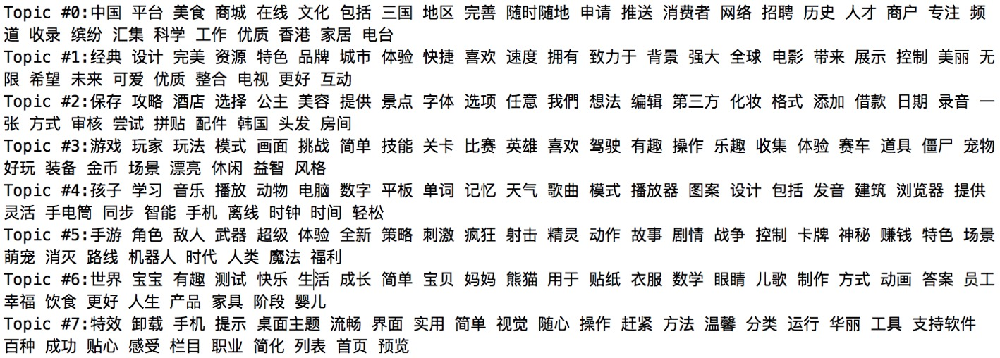 Topic #0:中国 平台 美食 商城 在线 文化 包括 三国 地区 完善 随时随地 申请 推送 消费者 网络 招聘 历史 人才 商户 专注 频
道 收录 缤纷 汇集 科学 工作 优质 香港 家居 电台
Topic #1:经典 设计 完美 资源 特色 品牌 城市 体验 快捷 喜欢 速度 拥有 致力于 背景 强大 全球 电影 带来 展示 控制 美丽 无
限 希望 未来 可爱 优质 整合 电视 更好 互动
Topic #2:保存 攻略 酒店 选择 公主 美容 提供 景点 字体 选项 任意 我們 想法 编辑 第三方 化妆 格式 添加 借款 日期 录音 一
张 方式 审核 尝试 拼贴 配件 韩国 头发 房间
Topic #3:游戏 玩家 玩法 模式 画面 挑战 简单 技能 关卡 比赛 英雄 喜欢 驾驶 有趣 操作 乐趣 收集 体验 赛车 道具 僵尸 宠物
好玩 装备 金币 场景 漂亮 休闲 益智 风格
Topic #4:孩子 学习 音乐 播放 动物 电脑 数字 平板 单词 记忆 天气 歌曲 模式 播放器 图案 设计 包括 发音 建筑 浏览器 提供
灵活 手电筒 同步 智能 手机 离线 时钟 时间 轻松
Topic #5:手游 角色 敌人 武器 超级 体验 全新 策略 刺激 疯狂 射击 精灵 动作 故事 剧情 战争 控制 卡牌 神秘 赚钱 特色 场景
萌宠 消灭 路线 机器人 时代 人类 魔法 福利
Topic #6:世界 宝宝 有趣 测试 快乐 生活 成长 简单 宝贝 妈妈 熊猫 用于 贴纸 衣服 数学 眼睛 儿歌 制作 方式 动画 答案 员工
幸福 饮食 更好 人生 产品 家具 阶段 婴儿
Topic #7:特效 卸载 手机 提示 桌面主题 流畅 界面 实用 简单 视觉 随心 操作 赶紧 方法 温馨 分类 运行 华丽 工具 支持软件
百种 成功 贴心 感受 栏目 职业 简化 列表 首页 预览